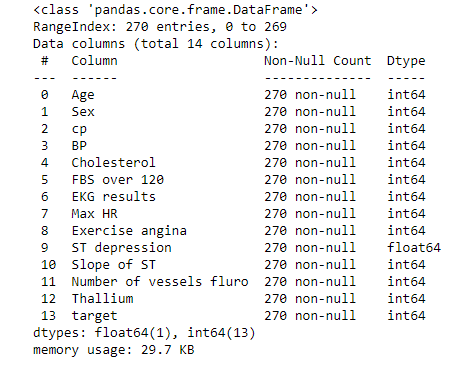 <class 'pandas.core.frame.DataFrame'>
RangeIndex: 270 entries, 0 to 269
Data columns (total 14 columns):
 #   Column                   Non-Null Count  Dtype
---  ------                   --------------  -----
 0   Age                      270 non-null    int64
 1   Sex                      270 non-null    int64
 2   cp                       270 non-null    int64
 3   BP                       270 non-null    int64
 4   Cholesterol              270 non-null    int64
 5   FBS over 120             270 non-null    int64
 6   EKG results              270 non-null    int64
 7   Max HR                   270 non-null    int64
 8   Exercise angina          270 non-null    int64
 9   ST depression            270 non-null    float64
 10  Slope of ST              270 non-null    int64
 11  Number of vessels fluro  270 non-null    int64
 12  Thallium                 270 non-null    int64
 13  target                   270 non-null    int64
dtypes: float64(1), int64(13)
memory usage: 29.7 KB